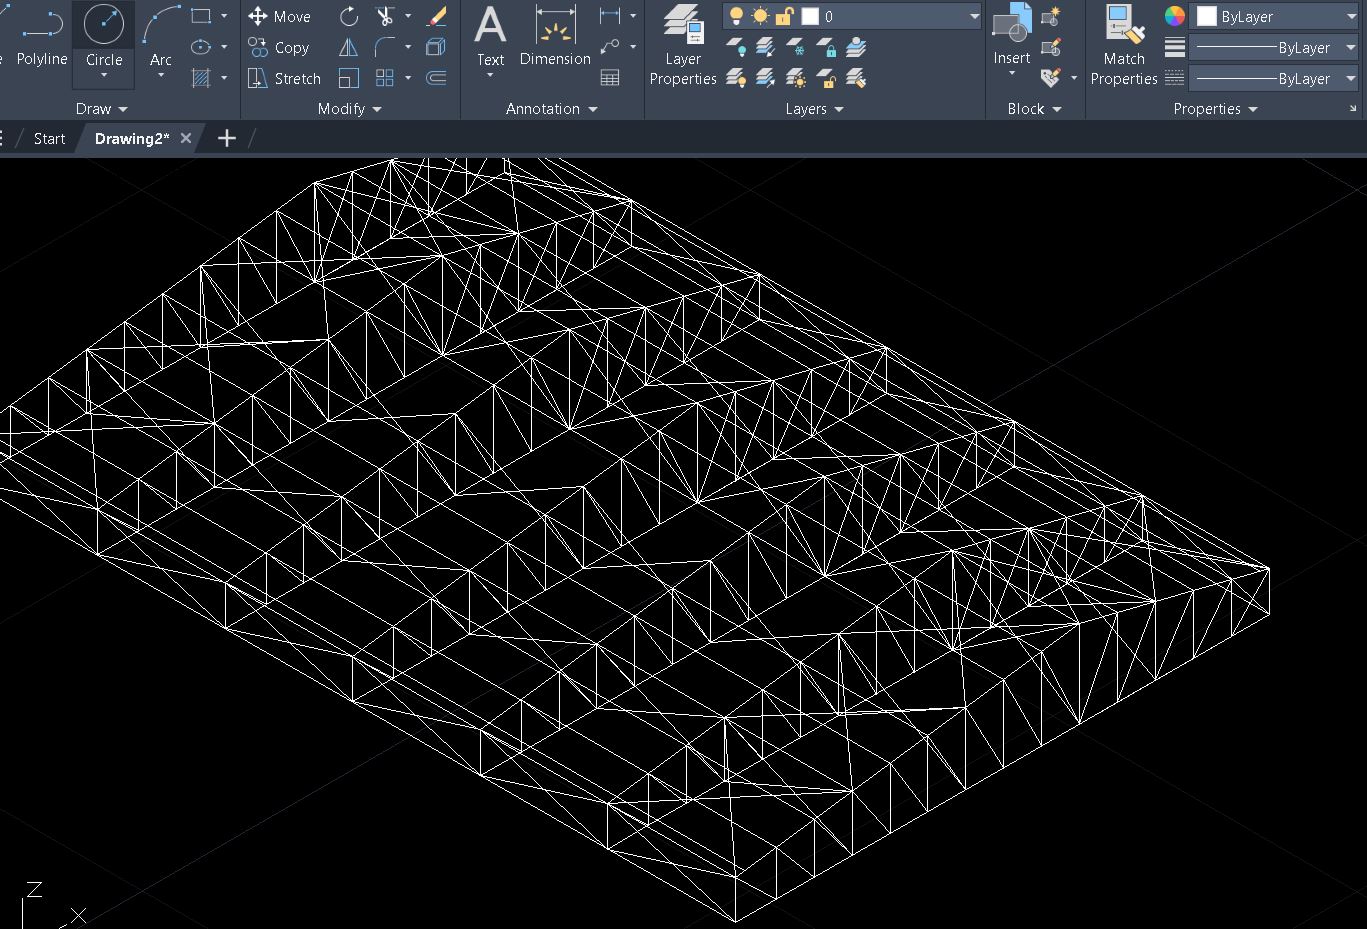 Polyline
Circle
Arc
Move
Copy
Stretch
Text
Dimension
Layer
Properties
0
Insert
Match
Properties
ByLayer
ByLayer
ByLayer
Draw
Modify
Annotation
Layers
Block
Properties
Start
Drawing2*
Z
X